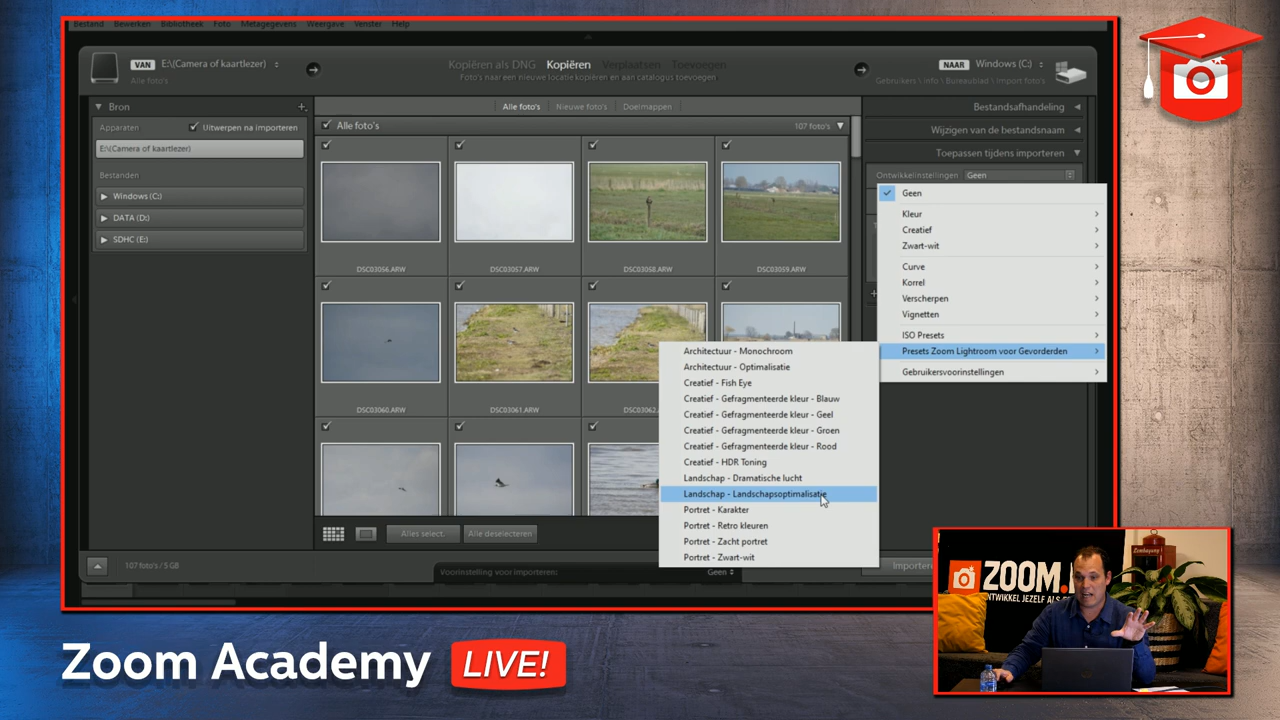 Bestand Bewerken Bibliotheek Foto Metagegevens Weergave Venster Help
VAN E:\(Camera of kaartlezer)
Alle foto's
Kopiëren als DNG Kopiëren Verplaatsen Toevoegen
Foto's naar een nieuwe locatie kopiëren en aan catalogus toevoegen
NAAR Windows (C:)
Gebruikers \ Info \ Bureaublad \ Import foto's
Bron
Apparaten Uitwerpen na importeren
E:\(Camera of kaartlezer)
Bestanden
Windows (C:)
DATA (D:)
SDHC (E:)
Alle foto's Nieuwe foto's Doelmappen
Alle foto's 107 foto's
DSC03056.ARW DSC03057.ARW DSC03058.ARW DSC03059.ARW
DSC03060.ARW DSC03061.ARW DSC03062.ARW
Bestandsafhandeling
Wijzigen van de bestandsnaam
Toepassen tijdens importeren
Ontwikkelinstellingen Geen
Geen
Kleur
Creatief
Zwart-wit
Curve
Korrel
Verscherpen
Vignetten
ISO Presets
Presets Zoom Lightroom voor Gevorderden
Gebruikersvoorinstellingen
Architectuur - Monochroom
Architectuur - Optimalisatie
Creatief - Fish Eye
Creatief - Gefragmenteerde kleur - Blauw
Creatief - Gefragmenteerde kleur - Geel
Creatief - Gefragmenteerde kleur - Groen
Creatief - Gefragmenteerde kleur - Rood
Creatief - HDR Toning
Landschap - Dramatische lucht
Landschap - Landschapsoptimalisatie
Portret - Karakter
Portret - Retro kleuren
Portret - Zacht portret
Portret - Zwart-wit
Alles select. Alle deselecteren
107 foto's / 5 GB
Voorinstelling voor importeren: Geen
Importeren
ZOOM.
ONTWIKKEL JEZELF ALS
Zoom Academy LIVE!